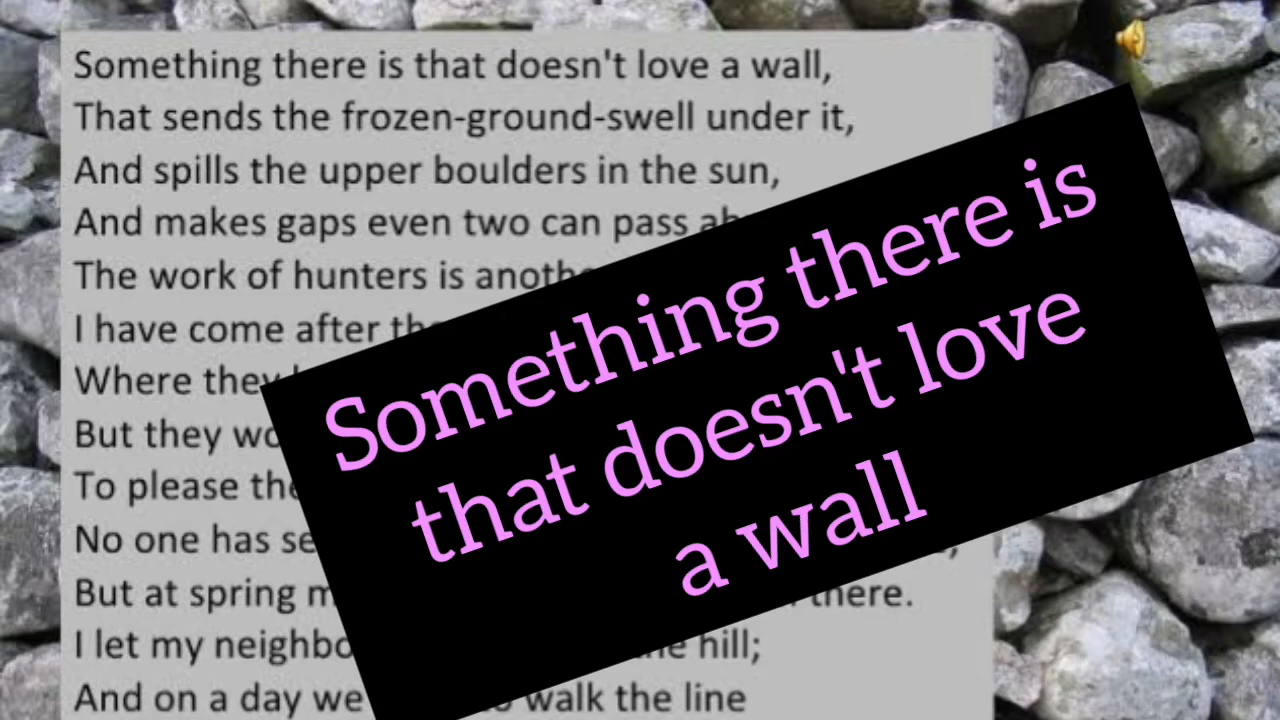 Something there is that doesn't love a wall,
That sends the frozen-ground-swell under it,
And spills the upper boulders in the sun,
And makes gaps even two can pass
The work of hunters is
I have come after
Where they
But they
To please
No one has
But at spring there.
I let my hill;
And on a day we walk the line
Something there is
that doesn't love
a wall